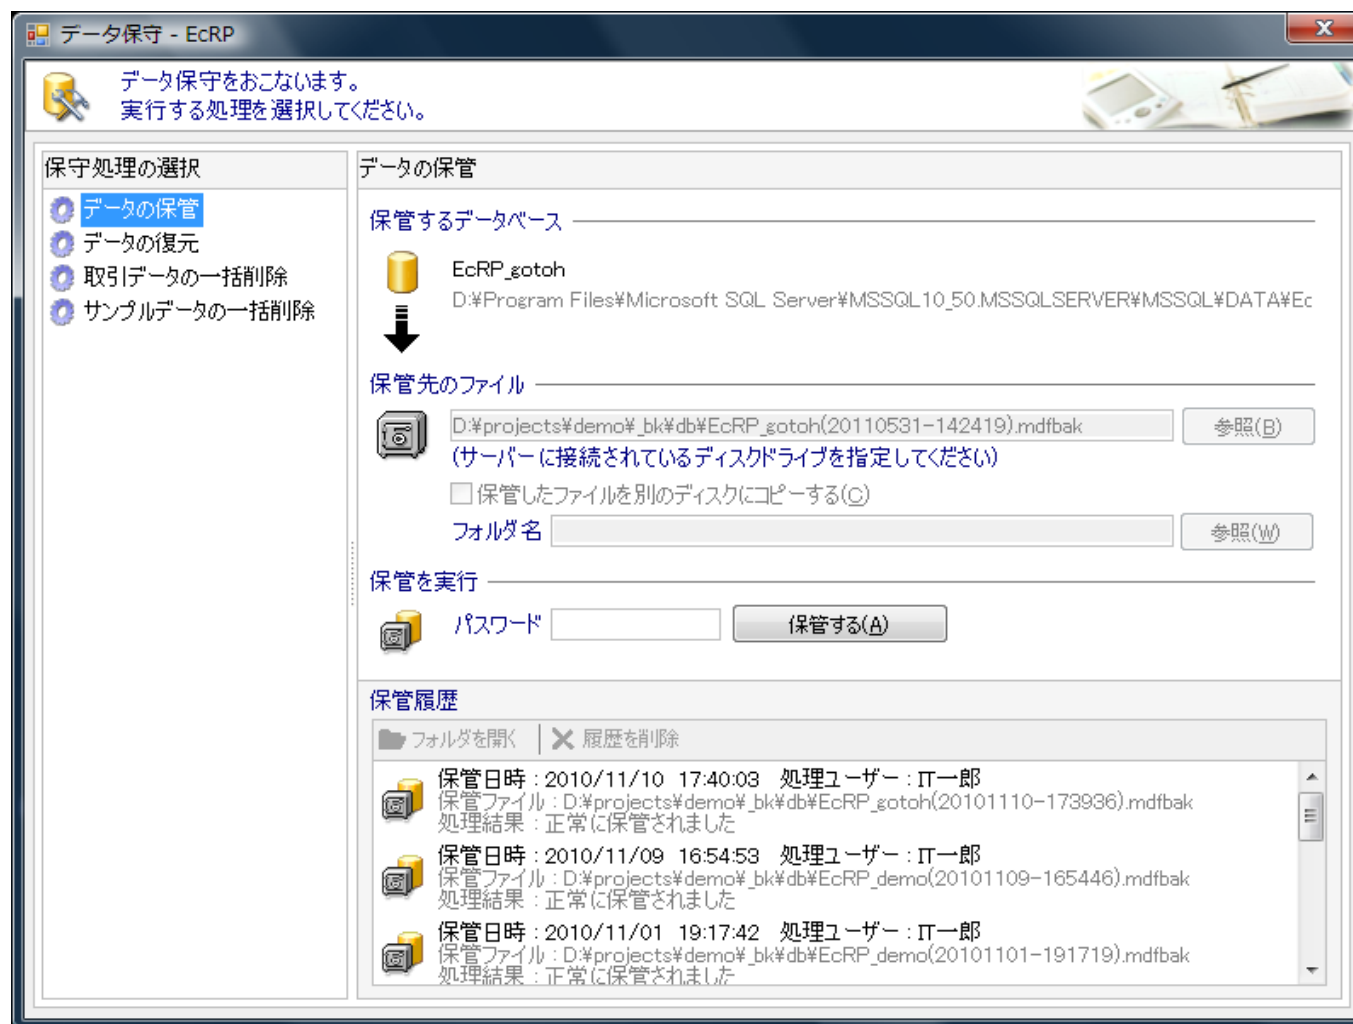 データ保守 - EcRP
データ保守をおこないます。
実行する処理を選択してください。
保守処理の選択
データの保管
データの復元
取引データの一括削除
サンプルデータの一括削除
データの保管
保管するデータベース
EcRP_gotoh
D:¥Program Files¥Microsoft SQL Server¥MSSQL10_50.MSSQLSERVER¥MSSQL¥DATA¥Ec
保管先のファイル
D:¥projects¥demo¥_bk¥db¥EcRP_gotoh(20110531-142419).mdfbak
参照(B)
(サーバーに接続されているディスクドライブを指定してください)
保管したファイルを別のディスクにコピーする(C)
フォルダ名
参照(W)
保管を実行
パスワード
保管する(A)
保管履歴
フォルダを開く
履歴を削除
保管日時：2010/11/10 17:40:03 処理ユーザー：IT一郎
保管ファイル：D:¥projects¥demo¥_bk¥db¥EcRP_gotoh(20101110-173936).mdfbak
処理結果：正常に保管されました
保管日時：2010/11/09 16:54:53 処理ユーザー：IT一郎
保管ファイル：D:¥projects¥demo¥_bk¥db¥EcRP_demo(20101109-165446).mdfbak
処理結果：正常に保管されました
保管日時：2010/11/01 19:17:42 処理ユーザー：IT一郎
保管ファイル：D:¥projects¥demo¥_bk¥db¥EcRP_demo(20101101-191719).mdfbak
処理結果：正常に保管されました